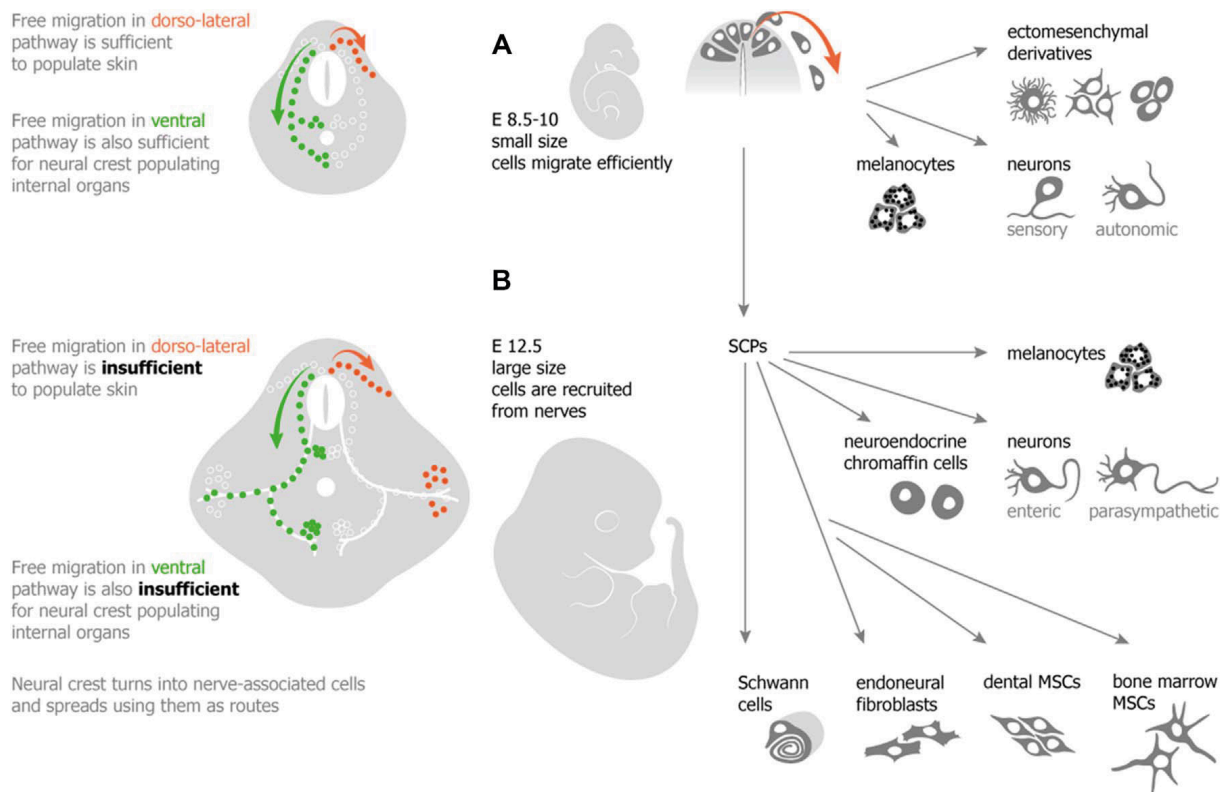 Free migration in dorso-lateral
pathway is sufficient
to populate skin
Free migration in ventral
pathway is also sufficient
for neural crest populating
internal organs
A
E 8.5-10
small size
cells migrate efficiently
ectomesenchymal
derivatives
melanocytes
neurons
sensory
autonomic
B
Free migration in dorso-lateral
pathway is insufficient
to populate skin
Free migration in ventral
pathway is also insufficient
for neural crest populating
internal organs
Neural crest turns into nerve-associated cells
and spreads using them as routes
E 12.5
large size
cells are recruited
from nerves
SCPs
melanocytes
neuroendocrine
chromaffin cells
neurons
enteric
parasympathetic
Schwann
cells
endoneural
fibroblasts
dental MSCs
bone marrow
MSCs